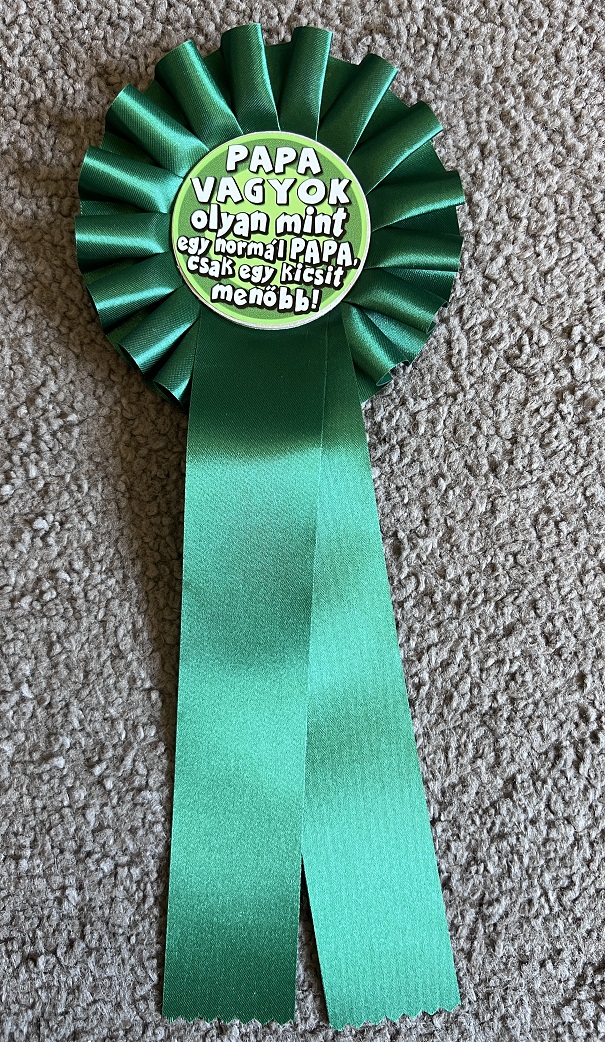 PAPA
VAGYOK
olyan mint
egy normál PAPA,
csak egy kicsit
menőbb!